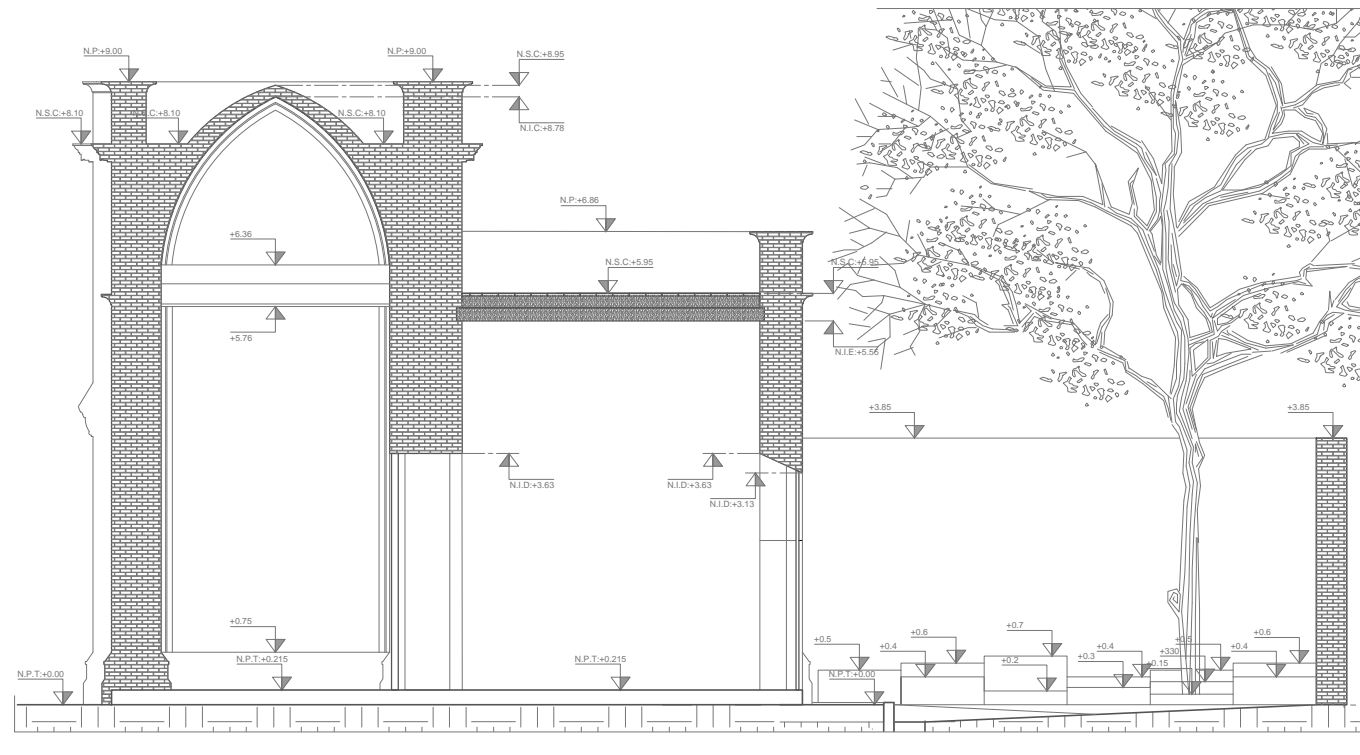 N.P:+9.00
N.P:+9.00
N.S.C:+8.95
N.S.C:+8.10
N.S.C:+8.10
N.S.C:+8.10
N.I.C:+8.78
N.P:+6.86
+6.36
N.S.C:+5.95
N.S.C:+5.95
+5.76
N.I.E:+5.55
+3.85
+3.85
N.I.D:+3.63
N.I.D:+3.63
N.I.D:+3.13
+0.75
+0.5
+0.4
+0.6
+0.7
+0.2
+0.3
+0.4
+0.5
+330
+0.15
+0.4
+0.6
N.P.T:+0.215
N.P.T:+0.215
N.P.T:+0.00
N.P.T:+0.00